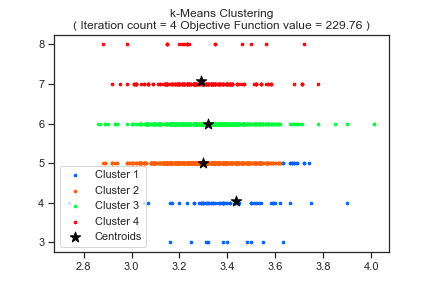 k-Means Clustering
( Iteration count = 4 Objective Function value = 229.76 )
8
7
6
5
4
3
Cluster 1
Cluster 2
Cluster 3
Cluster 4
Centroids
2.8 3.0 3.2 3.4 3.6 3.8 4.0